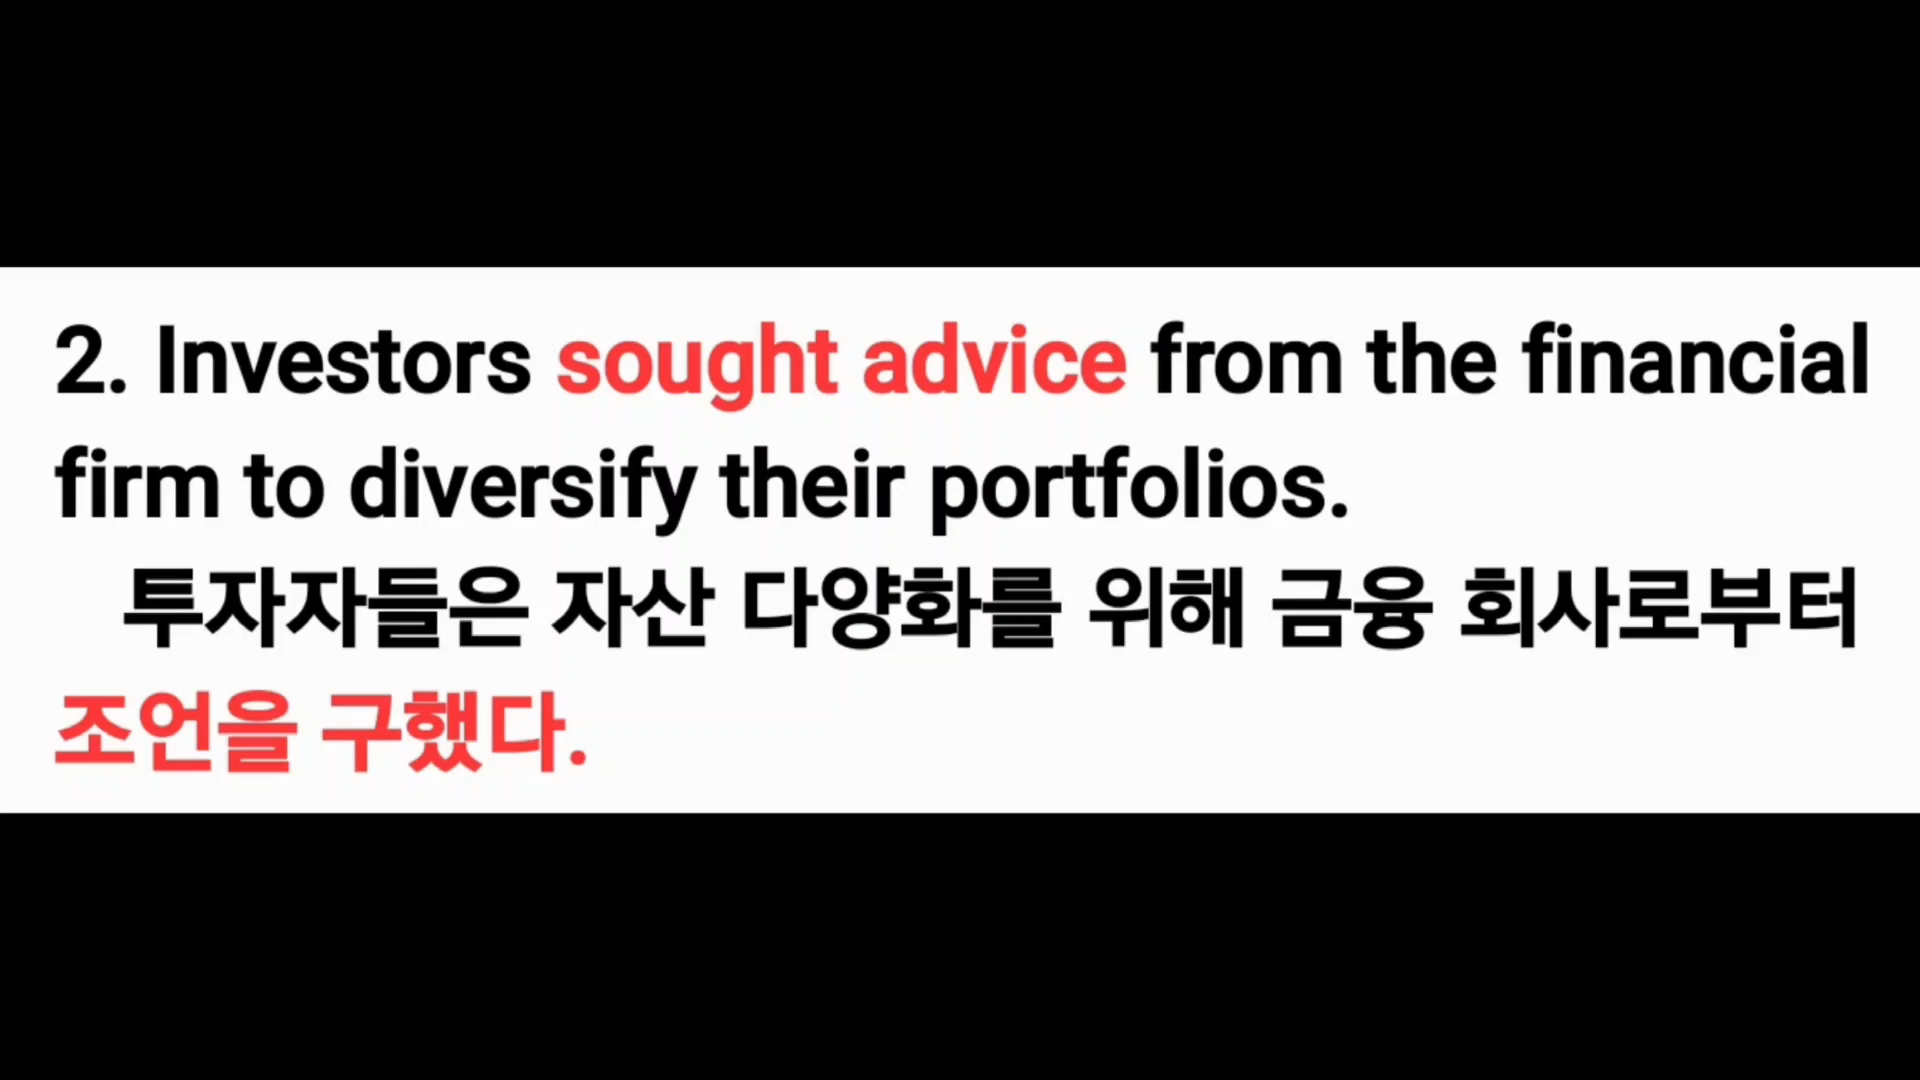 2. Investors sought advice from the financial
firm to diversify their portfolios.
투자자들은 자산 다양화를 위해 금융 회사로부터
조언을 구했다.